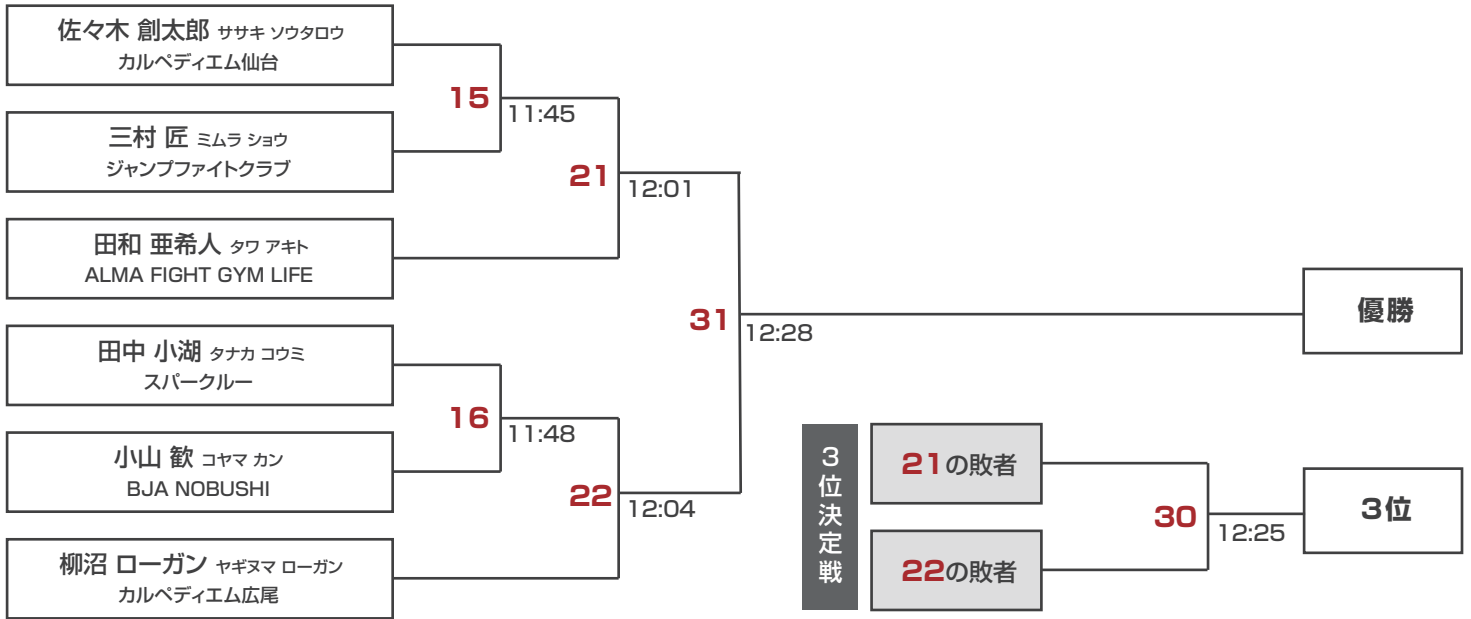 佐々木 創太郎 ササキ ソウタロウ
カルペディエム仙台
15
11:45
三村 匠 ミムラ ショウ
ジャンプファイトクラブ
21
12:01
田和 亜希人 タワ アキト
ALMA FIGHT GYM LIFE
31
12:28
優勝
田中 小湖 タナカ コウミ
スパークルー
16
11:48
小山 歓 コヤマ カン
BJA NOBUSHI
22
12:04
柳沼 ローガン ヤギヌマ ローガン
カルペディエム広尾
3位決定戦
21の敗者
22の敗者
30
12:25
3位